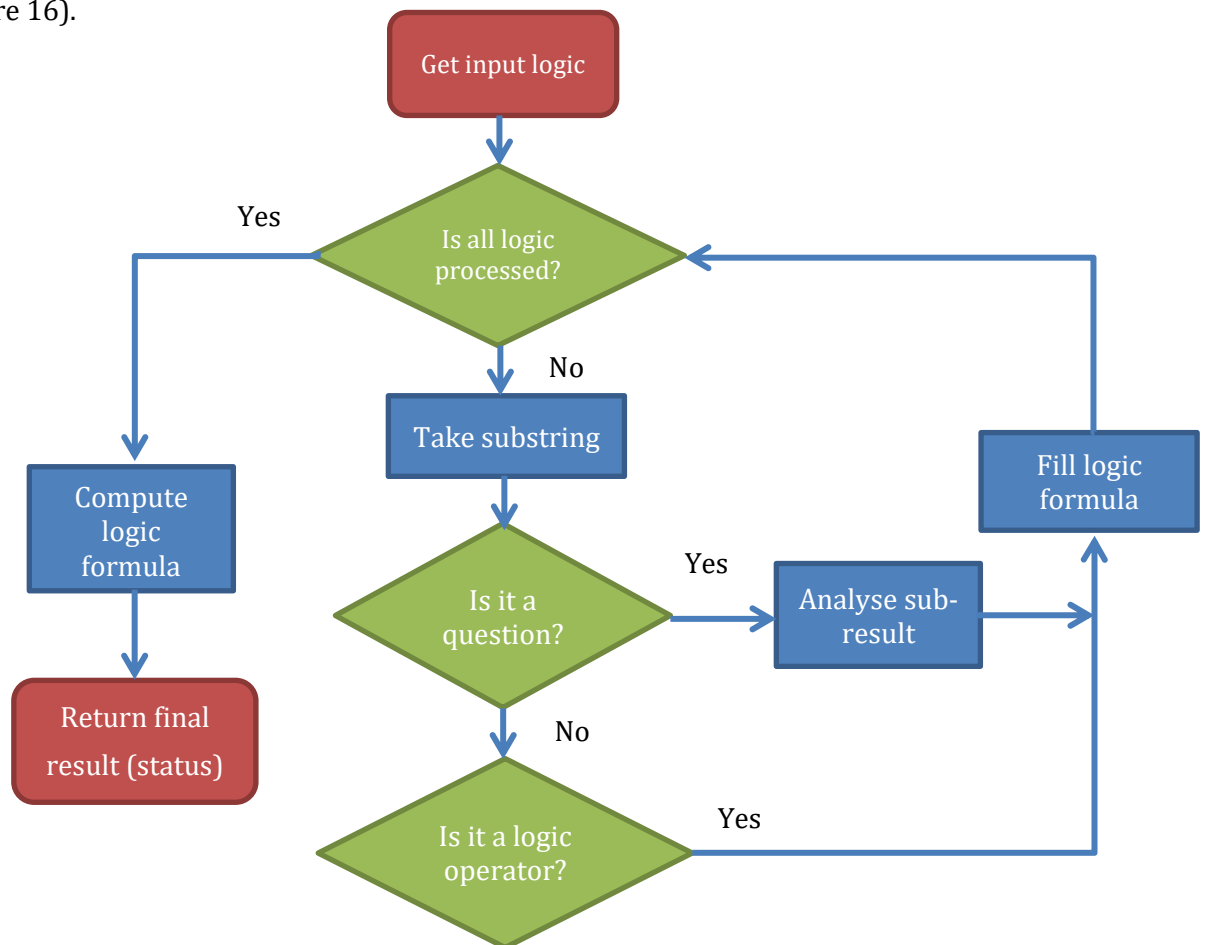 re 16).
Get input logic
Yes
Is all logic
processed?
No
Take substring
Fill logic
formula
Compute
logic
formula
Yes
Is it a
question?
Analyse sub-
result
Return final
result (status)
No
Yes
Is it a logic
operator?